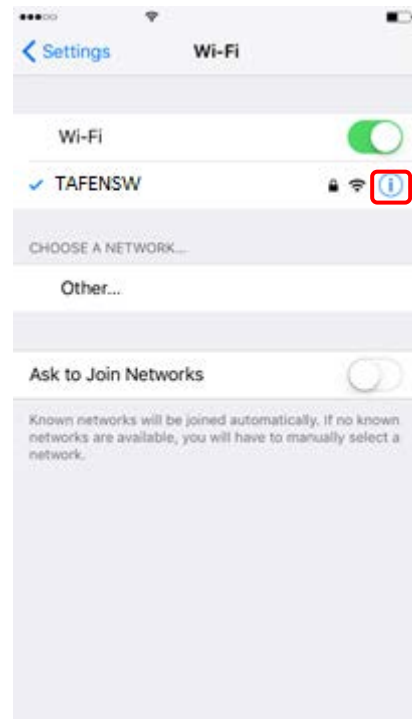 Settings
Wi-Fi
Wi-Fi
TAFENSW
CHOOSE A NETWORK...
Other...
Ask to Join Networks
Known networks will be joined automatically. If no known
networks are available, you will have to manually select a
network.